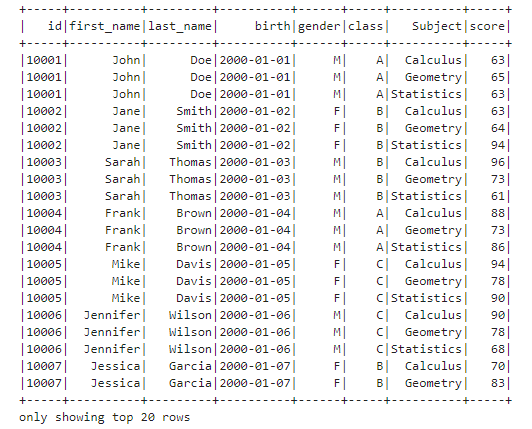 +-----+----------+---------+----------+------+-----+----------+-----+
|   id|first_name|last_name|     birth|gender|class|   Subject|score|
+-----+----------+---------+----------+------+-----+----------+-----+
|10001|      John|      Doe|2000-01-01|     M|    A|  Calculus|   63|
|10001|      John|      Doe|2000-01-01|     M|    A|  Geometry|   65|
|10001|      John|      Doe|2000-01-01|     M|    A|Statistics|   63|
|10002|      Jane|    Smith|2000-01-02|     F|    B|  Calculus|   63|
|10002|      Jane|    Smith|2000-01-02|     F|    B|  Geometry|   64|
|10002|      Jane|    Smith|2000-01-02|     F|    B|Statistics|   94|
|10003|     Sarah|   Thomas|2000-01-03|     M|    B|  Calculus|   96|
|10003|     Sarah|   Thomas|2000-01-03|     M|    B|  Geometry|   73|
|10003|     Sarah|   Thomas|2000-01-03|     M|    B|Statistics|   61|
|10004|     Frank|    Brown|2000-01-04|     M|    A|  Calculus|   88|
|10004|     Frank|    Brown|2000-01-04|     M|    A|  Geometry|   73|
|10004|     Frank|    Brown|2000-01-04|     M|    A|Statistics|   86|
|10005|      Mike|    Davis|2000-01-05|     F|    C|  Calculus|   94|
|10005|      Mike|    Davis|2000-01-05|     F|    C|  Geometry|   78|
|10005|      Mike|    Davis|2000-01-05|     F|    C|Statistics|   90|
|10006|  Jennifer|   Wilson|2000-01-06|     M|    C|  Calculus|   90|
|10006|  Jennifer|   Wilson|2000-01-06|     M|    C|  Geometry|   78|
|10006|  Jennifer|   Wilson|2000-01-06|     M|    C|Statistics|   68|
|10007|   Jessica|   Garcia|2000-01-07|     F|    B|  Calculus|   70|
|10007|   Jessica|   Garcia|2000-01-07|     F|    B|  Geometry|   83|
+-----+----------+---------+----------+------+-----+----------+-----+
only showing top 20 rows